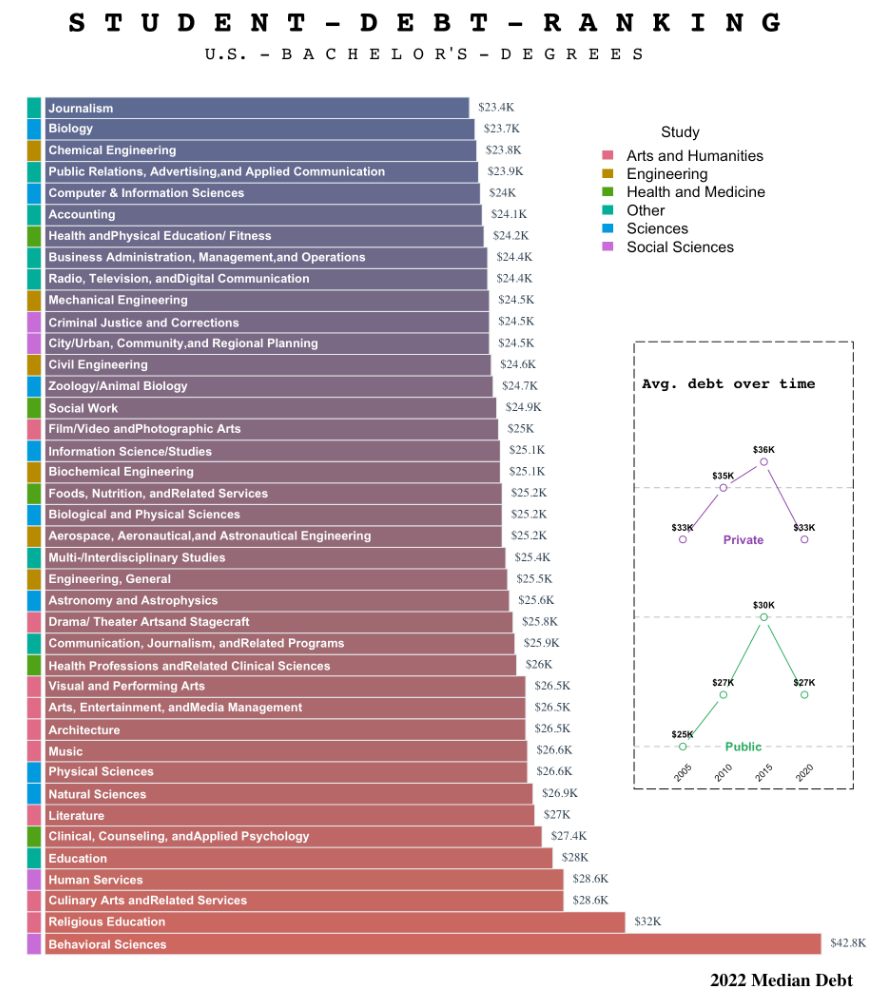 STUDENT-DEBT-RANKING
U.S.-BACHELOR'S-DEGREES
Journalism $23.4K
Biology $23.7K
Chemical Engineering $23.8K
Public Relations, Advertising,and Applied Communication $23.9K
Computer & Information Sciences $24K
Accounting $24.1K
Health andPhysical Education/ Fitness $24.2K
Business Administration, Management,and Operations $24.4K
Radio, Television, andDigital Communication $24.4K
Mechanical Engineering $24.5K
Criminal Justice and Corrections $24.5K
City/Urban, Community,and Regional Planning $24.5K
Civil Engineering $24.6K
Zoology/Animal Biology $24.7K
Social Work $24.9K
Film/Video andPhotographic Arts $25K
Information Science/Studies $25.1K
Biochemical Engineering $25.1K
Foods, Nutrition, andRelated Services $25.2K
Biological and Physical Sciences $25.2K
Aerospace, Aeronautical,and Astronautical Engineering $25.2K
Multi-/Interdisciplinary Studies $25.4K
Engineering, General $25.5K
Astronomy and Astrophysics $25.6K
Drama/ Theater Artsand Stagecraft $25.8K
Communication, Journalism, andRelated Programs $25.9K
Health Professions andRelated Clinical Sciences $26K
Visual and Performing Arts $26.5K
Arts, Entertainment, andMedia Management $26.5K
Architecture $26.5K
Music $26.6K
Physical Sciences $26.6K
Natural Sciences $26.9K
Literature $27K
Clinical, Counseling, andApplied Psychology $27.4K
Education $28K
Human Services $28.6K
Culinary Arts andRelated Services $28.6K
Religious Education $32K
Behavioral Sciences $42.8K
Study
Arts and Humanities
Engineering
Health and Medicine
Other
Sciences
Social Sciences
Avg. debt over time
$36K
$35K
$33K $33K
Private
$30K
$27K $27K
$25K
Public
2005 2010 2015 2020
2022 Median Debt